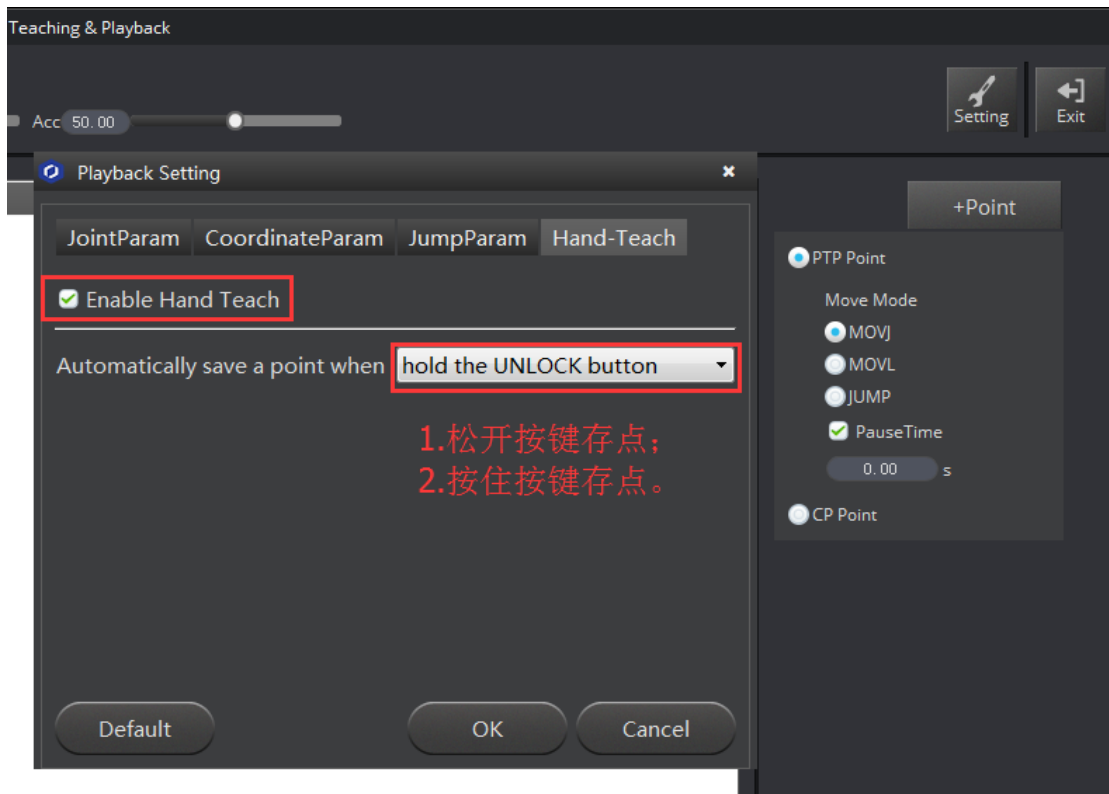 Teaching & Playback
Acc 50.00
Setting
Exit
Playback Setting
JointParam CoordinateParam JumpParam Hand-Teach
Enable Hand Teach
Automatically save a point when hold the UNLOCK button
1.松开按键存点；
2.按住按键存点。
Default OK Cancel
+Point
PTP Point
Move Mode
MOVJ
MOVL
JUMP
PauseTime
0.00 s
CP Point